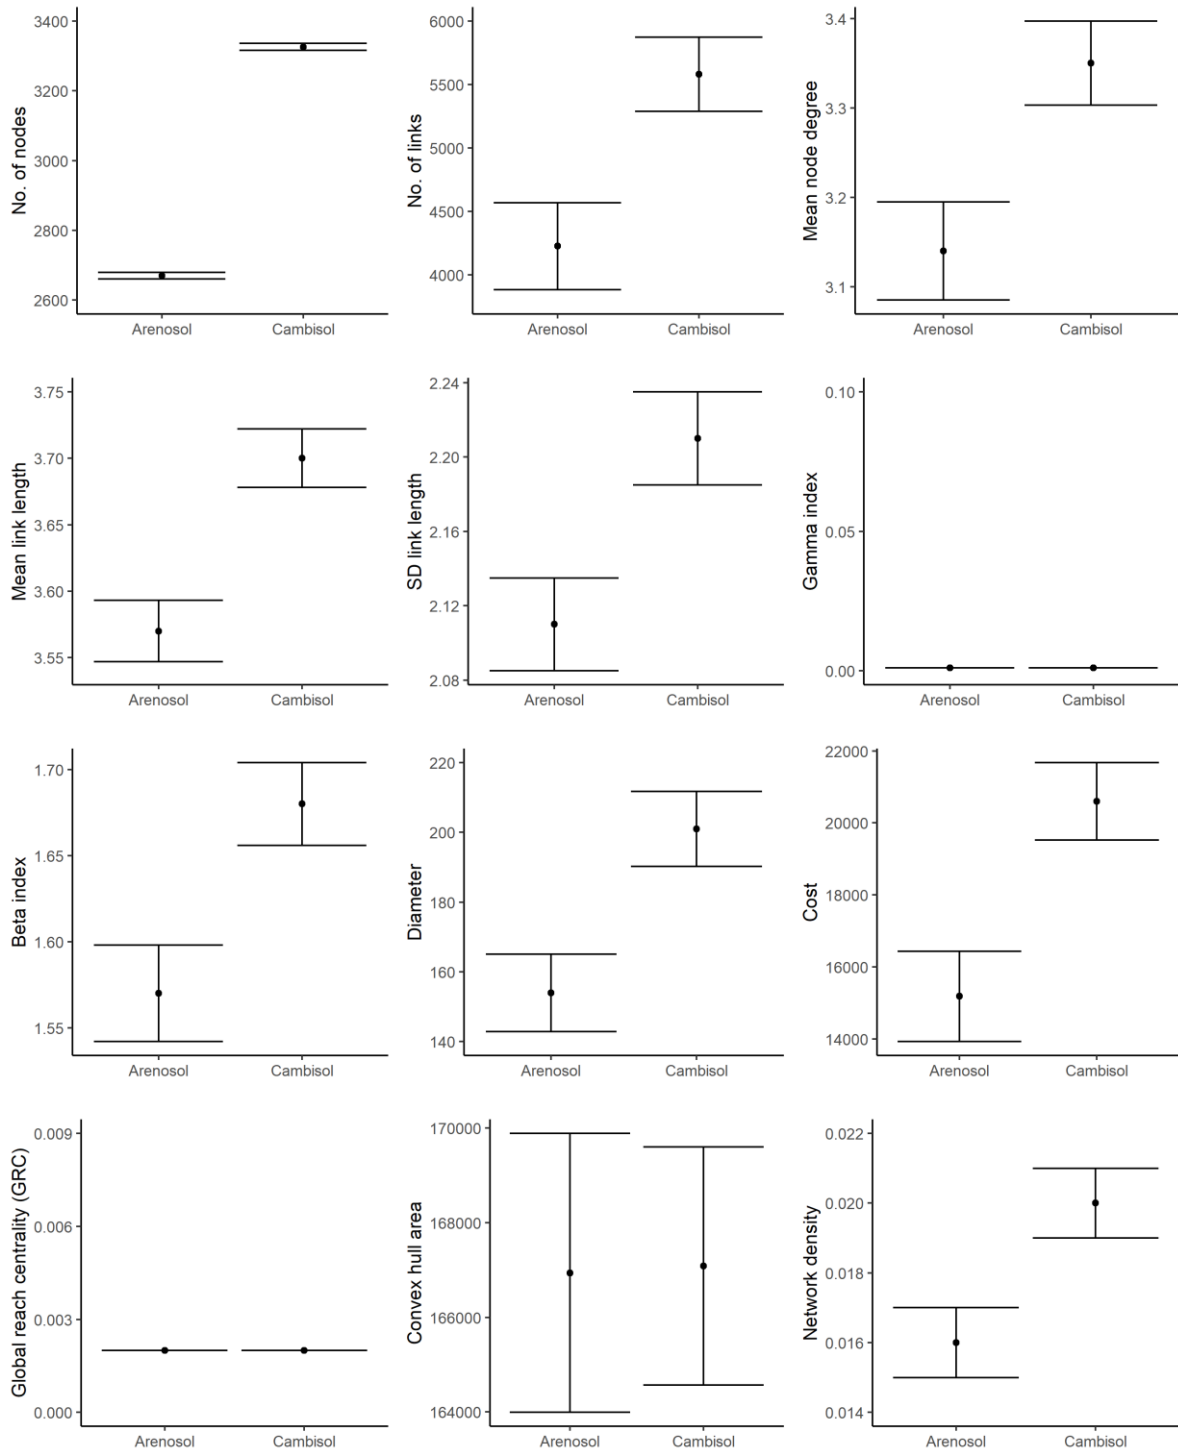 No. of nodes
3400
3200
3000
2800
2600
Arenosol
Cambisol
No. of links
6000
5500
5000
4500
4000
Arenosol
Cambisol
Mean node degree
3.4
3.3
3.2
3.1
Arenosol
Cambisol
Mean link length
3.75
3.70
3.65
3.60
3.55
Arenosol
Cambisol
SD link length
2.24
2.20
2.16
2.12
2.08
Arenosol
Cambisol
Gamma index
0.10
0.05
0.00
Arenosol
Cambisol
Beta index
1.70
1.65
1.60
1.55
Arenosol
Cambisol
Diameter
220
200
180
160
140
Arenosol
Cambisol
Cost
22000
20000
18000
16000
14000
Arenosol
Cambisol
Global reach centrality (GRC)
0.009
0.006
0.003
0.000
Arenosol
Cambisol
Convex hull area
170000
168000
166000
164000
Arenosol
Cambisol
Network density
0.022
0.020
0.018
0.016
0.014
Arenosol
Cambisol